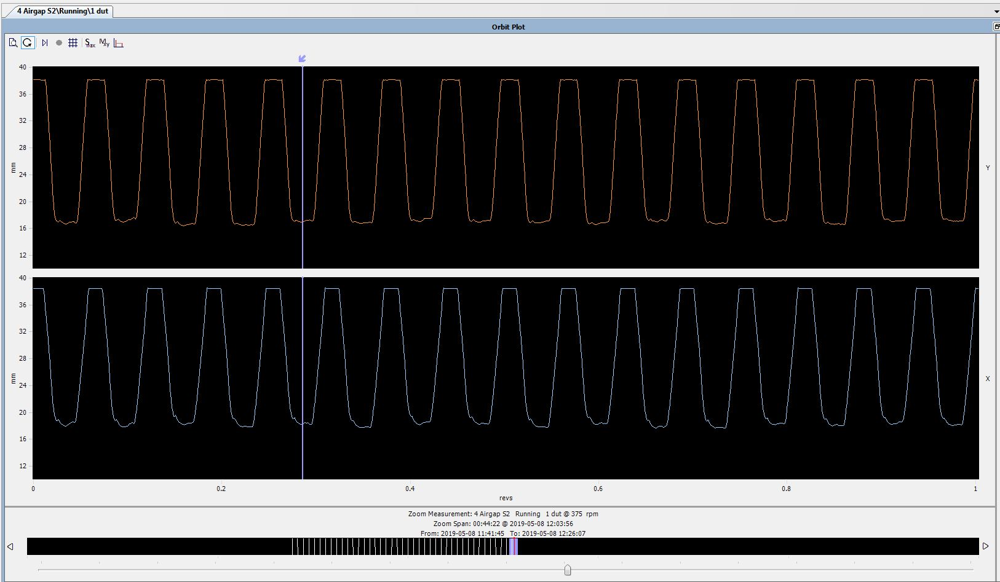 4 Airgap S2\Running\1 dut
Orbit Plot
Smax Mxy
40
36
32
28
24
20
16
12
mm
Y
40
36
32
28
24
20
16
12
mm
X
0 0.2 0.4 0.6 0.8 1
revs
Zoom Measurement: 4 Airgap S2 Running 1 dut @ 375 rpm
Zoom Span: 00:44:22 @ 2019-05-08 12:03:56
From: 2019-05-08 11:41:45 To: 2019-05-08 12:26:07